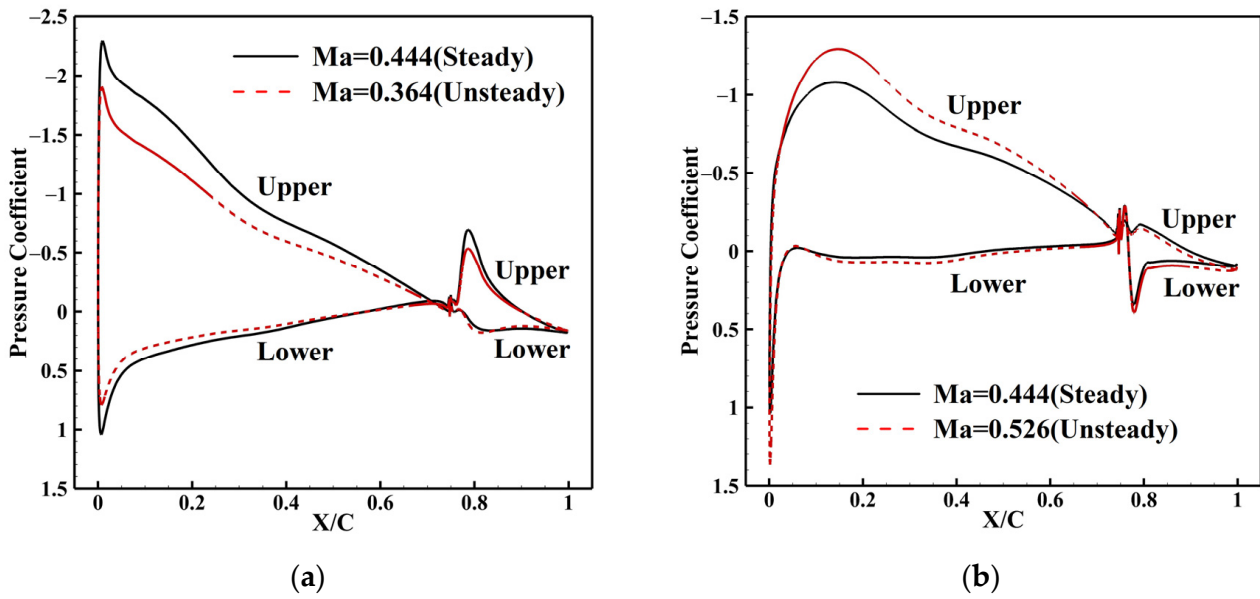 −2.5
−2
−1.5
−1
−0.5
0
0.5
1
1.5
Pressure Coefficient
Ma=0.444(Steady)
Ma=0.364(Unsteady)
Upper
Upper
Lower
Lower
0 0.2 0.4 0.6 0.8 1
X/C
(a)
−1.5
−1
−0.5
0
0.5
1
1.5
Pressure Coefficient
Upper
Upper
Lower
Lower
Ma=0.444(Steady)
Ma=0.526(Unsteady)
0 0.2 0.4 0.6 0.8 1
X/C
(b)